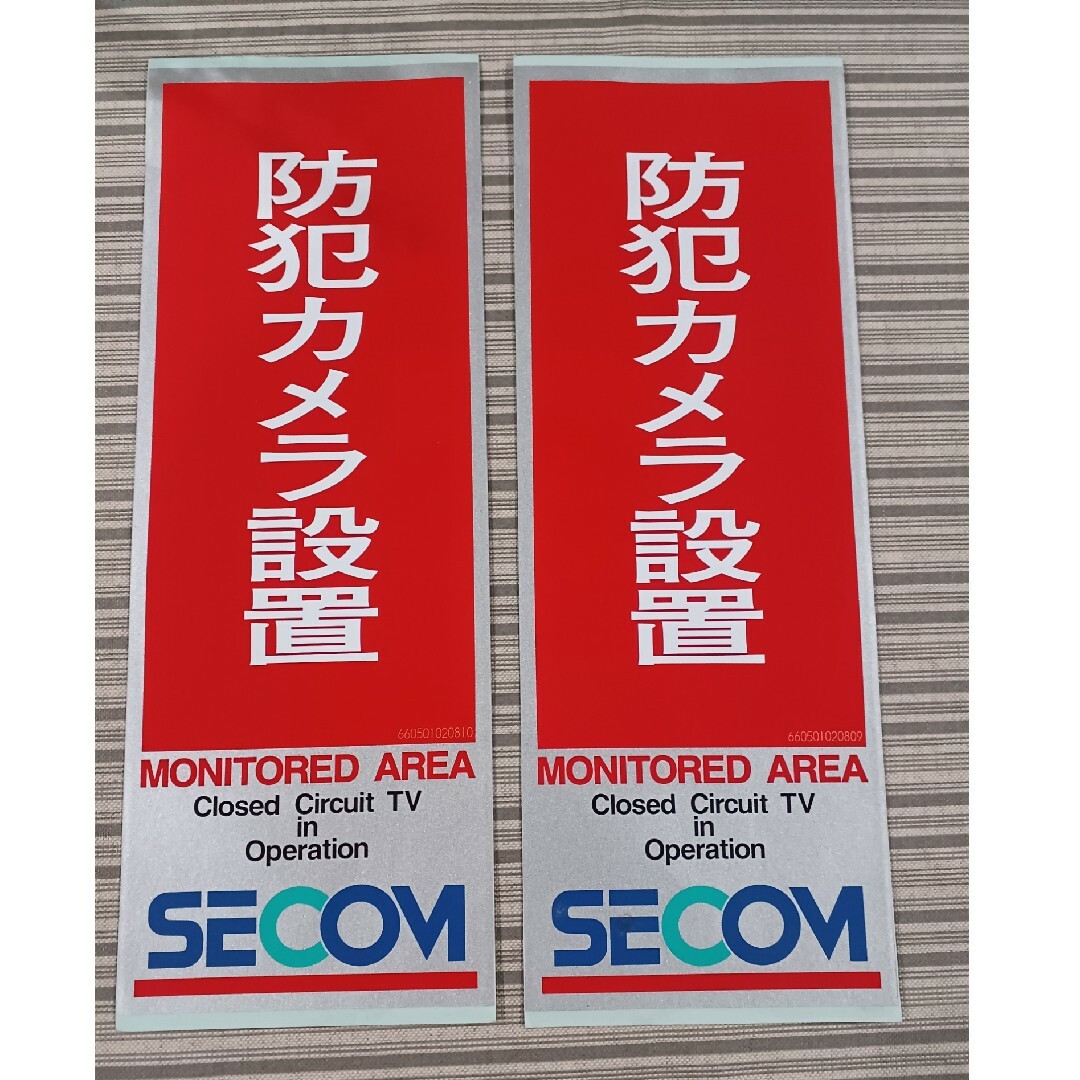 防犯カメラ設置
660501020810
MONITORED AREA
Closed Circuit TV
in
Operation
SECOM
防犯カメラ設置
660501020809
MONITORED AREA
Closed Circuit TV
in
Operation
SECOM